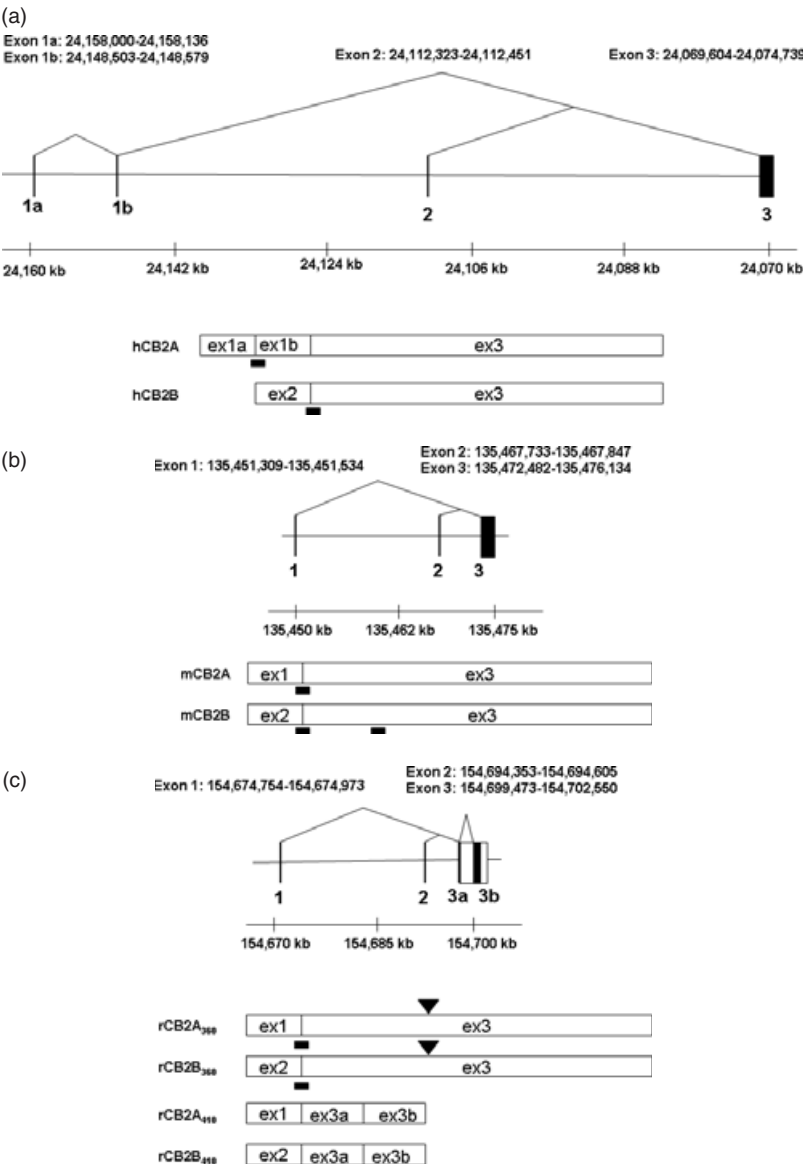 (a)
Exon 1a: 24,158,000-24,158,136
Exon 1b: 24,148,503-24,148,579
Exon 2: 24,112,323-24,112,451
Exon 3: 24,069,604-24,074,739
1a 1b 2 3
24,160 kb 24,142 kb 24,124 kb 24,106 kb 24,088 kb 24,070 kb
hCB2A ex1a ex1b ex3
hCB2B ex2 ex3
(b)
Exon 1: 135,451,309-135,451,534
Exon 2: 135,467,733-135,467,847
Exon 3: 135,472,482-135,476,134
1 2 3
135,450 kb 135,462 kb 135,475 kb
mCB2A ex1 ex3
mCB2B ex2 ex3
(c)
Exon 1: 154,674,754-154,674,973
Exon 2: 154,694,353-154,694,605
Exon 3: 154,699,473-154,702,550
1 2 3a 3b
154,670 kb 154,685 kb 154,700 kb
rCB2A360 ex1 ex3
rCB2B360 ex2 ex3
rCB2A410 ex1 ex3a ex3b
rCB2B410 ex2 ex3a ex3b